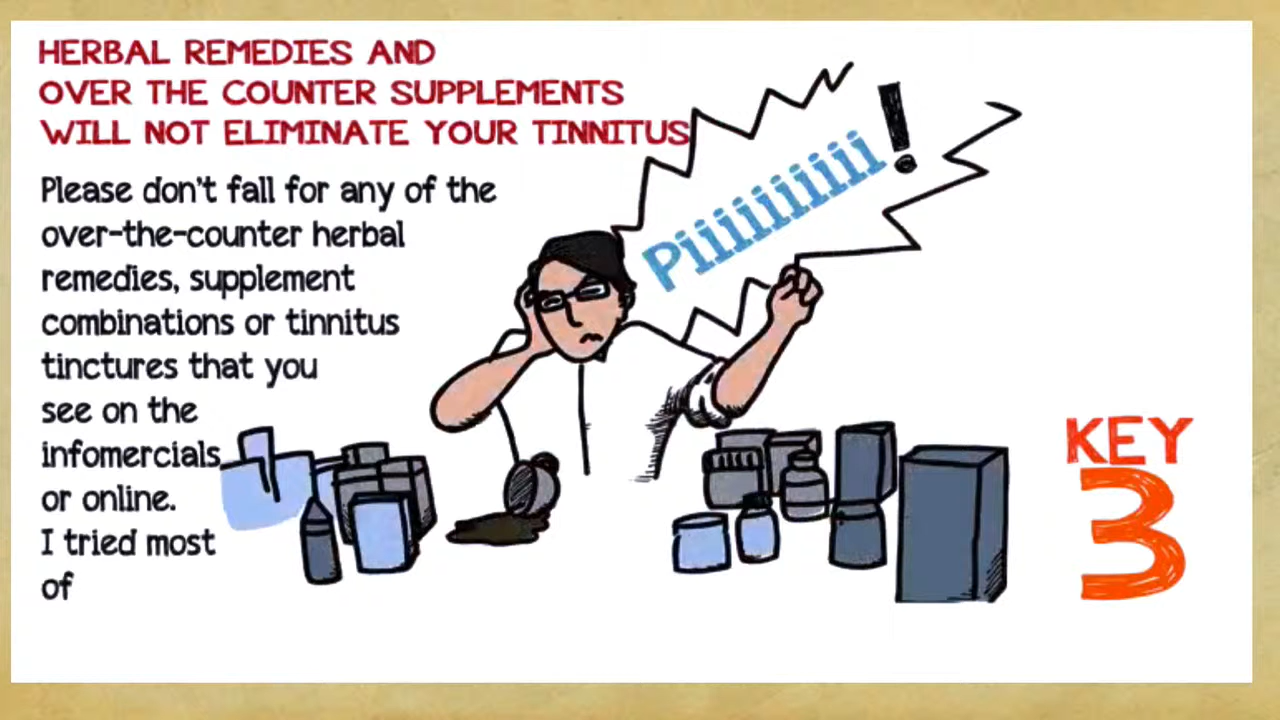 HERBAL REMEDIES AND
OVER THE COUNTER SUPPLEMENTS
WILL NOT ELIMINATE YOUR TINNITUS
Please don't fall for any of the
over-the-counter herbal
remedies, supplement
combinations or tinnitus
tinctures that you
see on the
infomercials
or online.
I tried most
of
Piiiiiiiiii!
KEY
3